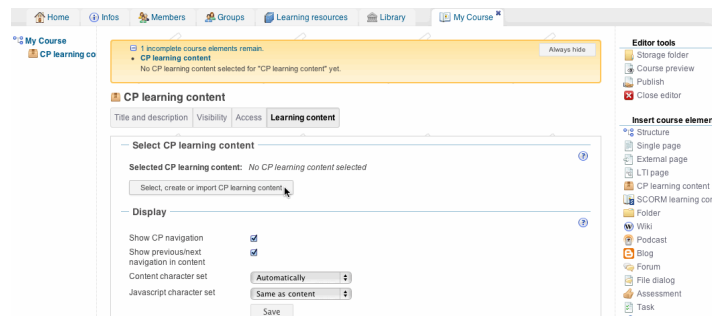 Home Infos Members Groups Learning resources Library My Course
My Course
CP learning co
1 incomplete course elements remain.
CP learning content
No CP learning content selected for "CP learning content" yet.
Always hide
CP learning content
Title and description Visibility Access Learning content
Select CP learning content
Selected CP learning content: No CP learning content selected
Select, create or import CP learning content
Display
Show CP navigation
Show previous/next
navigation in content
Content character set Automatically
Javascript character set Same as content
Save
Editor tools
Storage folder
Course preview
Publish
Close editor
Insert course elemen
Structure
Single page
External page
LTI page
CP learning content
SCORM learning con
Folder
Wiki
Podcast
Blog
Forum
File dialog
Assessment
Task